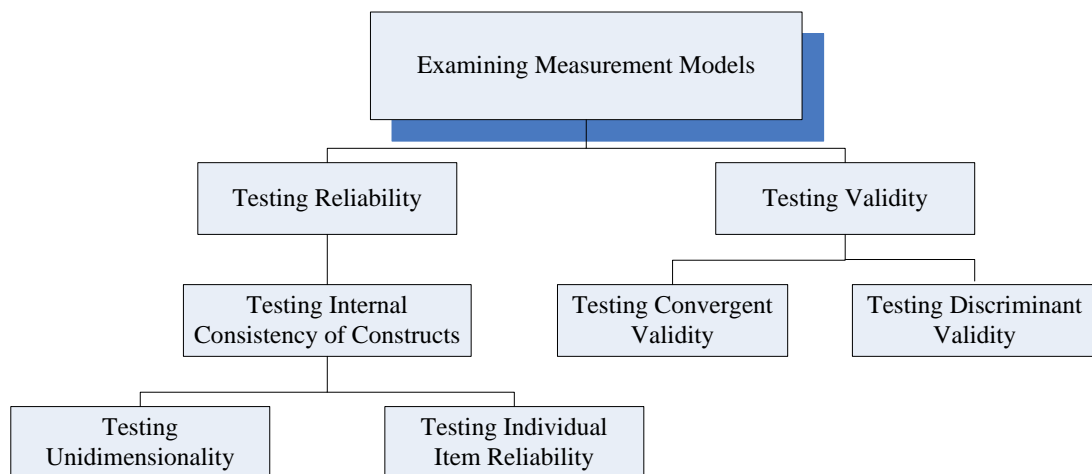 Examining Measurement Models
Testing Reliability
Testing Validity
Testing Internal
Consistency of Constructs
Testing Convergent
Validity
Testing Discriminant
Validity
Testing
Unidimensionality
Testing Individual
Item Reliability